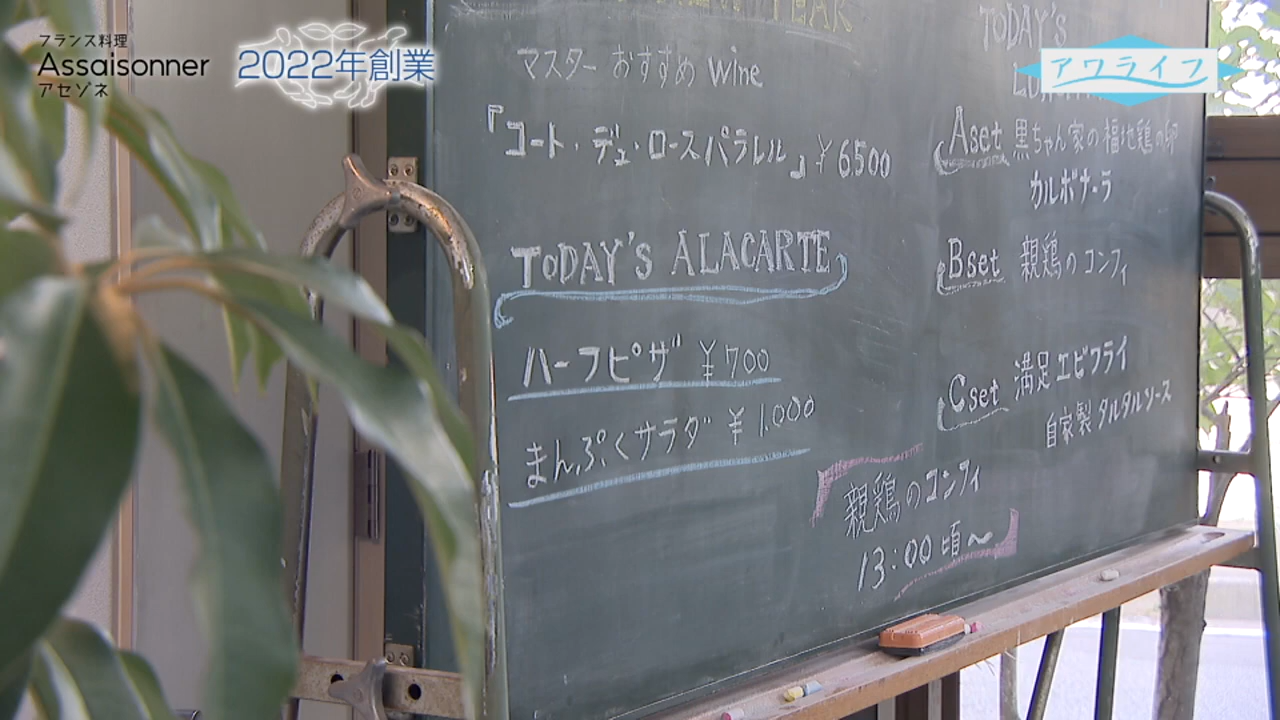 フランス料理
Assaisonner
アセゾネ
2022年創業
アワライフ
YEAR
マスター おすすめ wine
『コート・デュ・ロースパラレル』 ¥6500
TODAY'S ALACARTE
ハーフピザ ¥700
まんぷくサラダ ¥1.000
TODAY'S
Aset 黒ちゃん家の福地鶏の卵
カルボナーラ
Bset 親鶏のコンフィ
Cset 満足エビフライ
自家製タルタルソース
親鶏のコンフィ
13:00頃〜